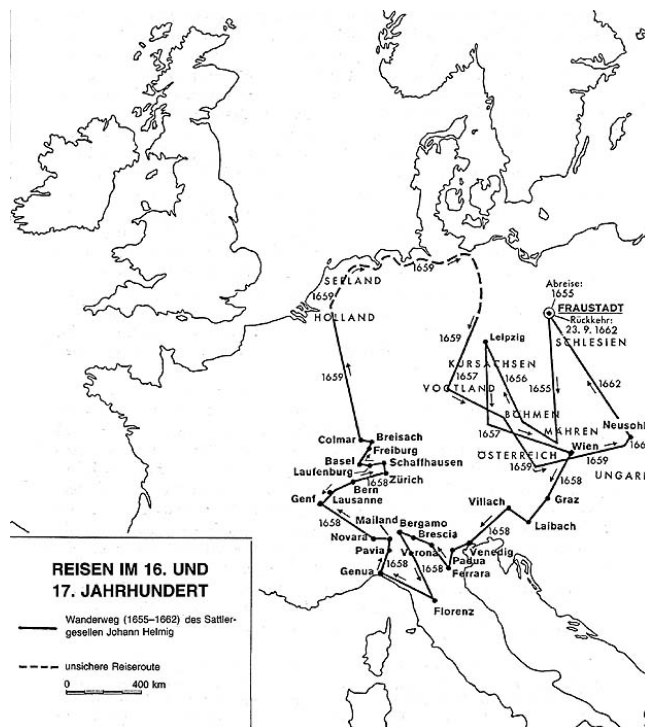 SEELAND
1659
1659
HOLLAND
Abreise:
1655
FRAUSTADT
Rückkehr:
23. 9. 1662
SCHLESIEN
1659
Leipzig
KURSACHSEN
1657
VOGTLAND
1656
1655
1662
1659
BÖHMEN
MÄHREN
Neusohl
1657
Wien
166
ÖSTERREICH
1659
1659
UNGARN
Colmar
Breisach
Freiburg
Basel
Schaffhausen
Laufenburg
1658
Zürich
Bern
Genf
Lausanne
1658
Villach
Graz
1658
Laibach
Mailand
Bergamo
1658
Novara
Brescia
Pavia
Verona
Venedig
1658
1658
Padua
Ferrara
Genua
Florenz
REISEN IM 16. UND
17. JAHRHUNDERT
Wanderweg (1655–1662) des Sattler-
gesellen Johann Helmig
unsichere Reiseroute
0
400 km